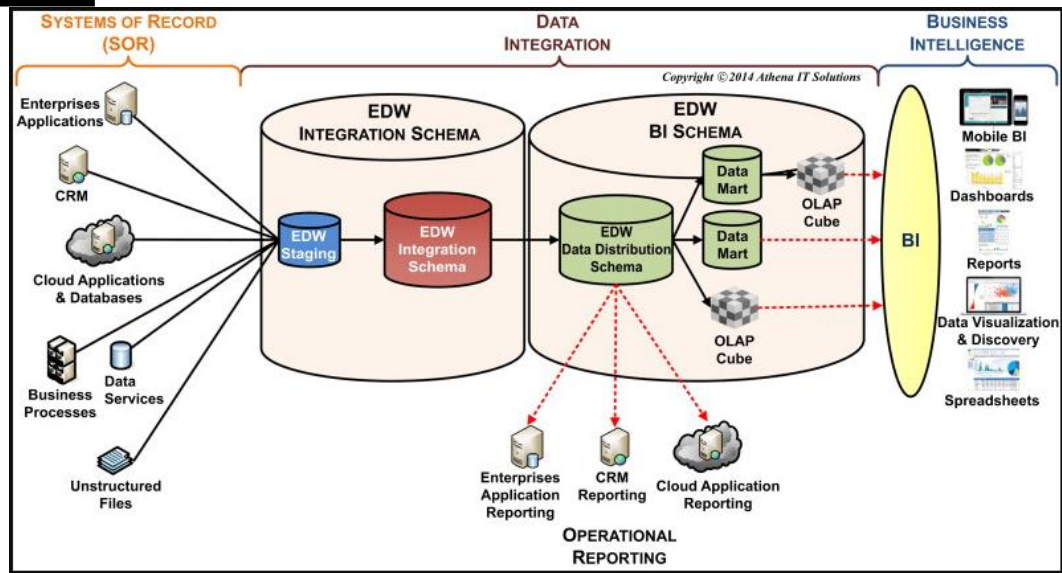 SYSTEMS OF RECORD
(SOR)
DATA
INTEGRATION
BUSINESS
INTELLIGENCE
Copyright © 2014 Athena IT Solutions
Enterprises
Applications
CRM
Cloud Applications
& Databases
Business
Processes
Data
Services
Unstructured
Files
EDW
INTEGRATION SCHEMA
EDW
Staging
EDW
Integration
Schema
EDW
BI SCHEMA
EDW
Data Distribution
Schema
Data
Mart
OLAP
Cube
Data
Mart
OLAP
Cube
BI
Mobile BI
Dashboards
Reports
Data Visualization
& Discovery
Spreadsheets
Enterprises
Application
Reporting
CRM
Reporting
Cloud Application
Reporting
OPERATIONAL
REPORTING